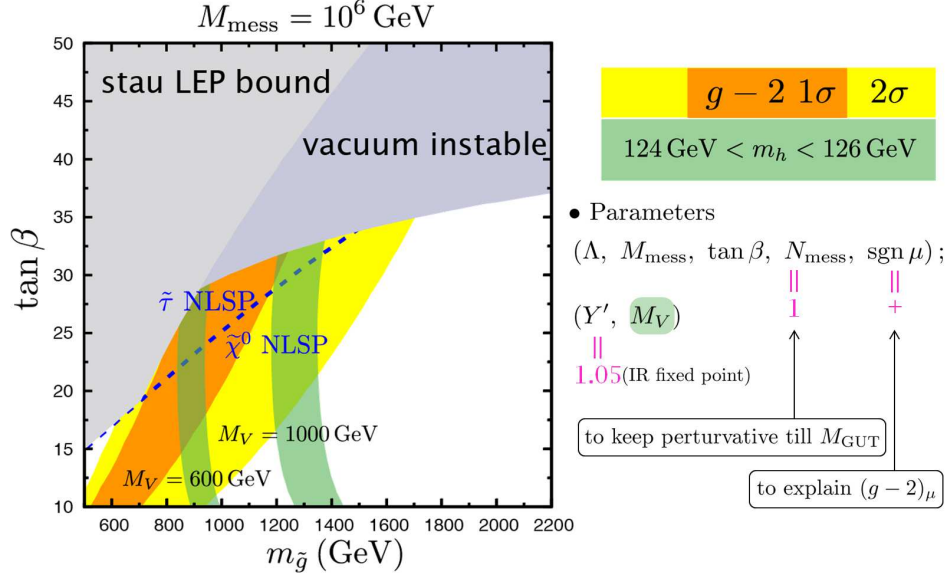 M_mess = 10^6 GeV
50
45
40
35
30
25
20
15
10
tan β
stau LEP bound
vacuum instable
τ̃ NLSP
χ̃^0 NLSP
M_V = 1000 GeV
M_V = 600 GeV
600 800 1000 1200 1400 1600 1800 2000 2200
m_g̃ (GeV)
g − 2 1σ 2σ
124 GeV < m_h < 126 GeV
• Parameters
(Λ, M_mess, tan β, N_mess, sgn μ) ;
|| ||
1 +
(Y′, M_V)
||
1.05 (IR fixed point)
to keep perturvative till M_GUT
to explain (g − 2)_μ